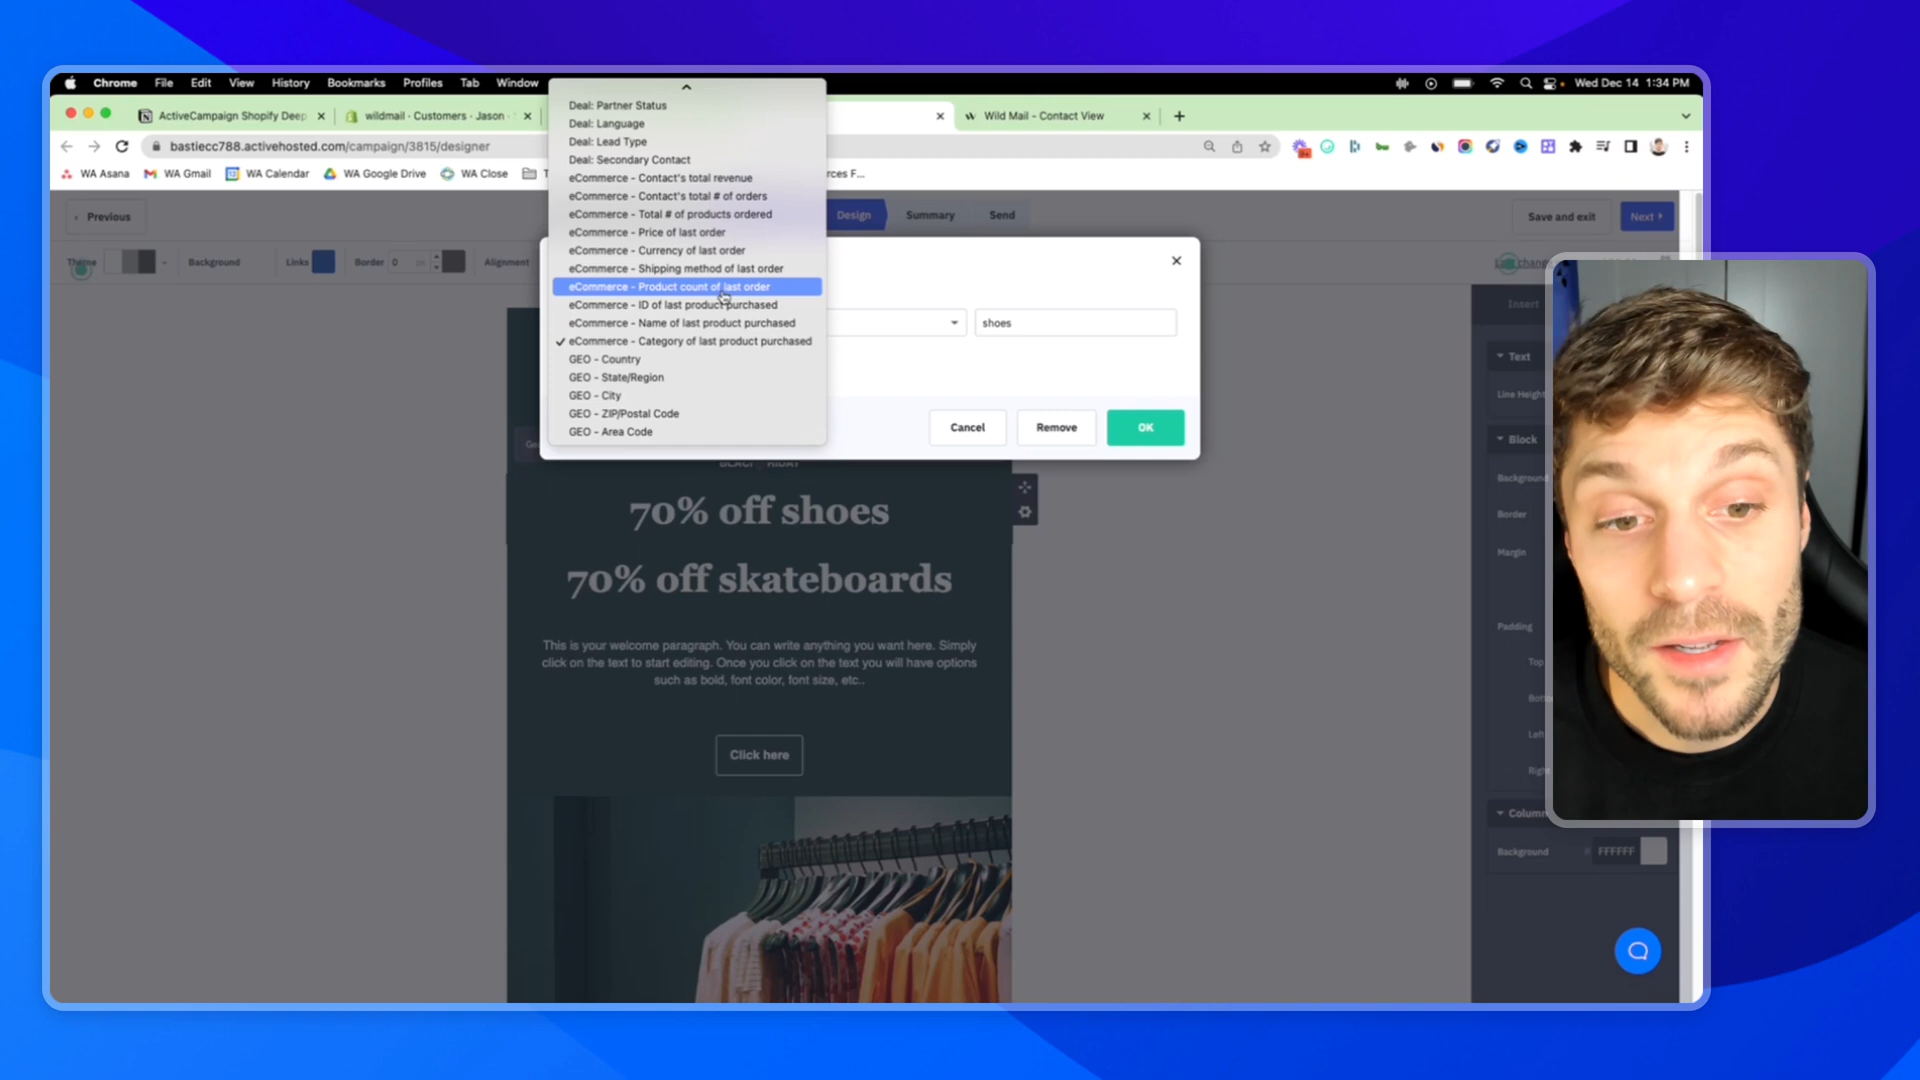 Chrome File Edit View History Bookmarks Profiles Tab Window
Wed Dec 14 1:34 PM
ActiveCampaign Shopify Deep
wildmail · Customers · Jason
Wild Mail - Contact View
bastiecc788.activehosted.com/campaign/3815/designer
WA Asana WA Gmail WA Calendar WA Google Drive WA Close
rces F...
Previous
Design Summary Send
Save and exit
Next
Theme Background Links Border 0 px Alignment
Deal: Partner Status
Deal: Language
Deal: Lead Type
Deal: Secondary Contact
eCommerce - Contact's total revenue
eCommerce - Contact's total # of orders
eCommerce - Total # of products ordered
eCommerce - Price of last order
eCommerce - Currency of last order
eCommerce - Shipping method of last order
eCommerce - Product count of last order
eCommerce - ID of last product purchased
eCommerce - Name of last product purchased
eCommerce - Category of last product purchased
GEO - Country
GEO - State/Region
GEO - City
GEO - ZIP/Postal Code
GEO - Area Code
shoes
Cancel
Remove
OK
70% off shoes
70% off skateboards
This is your welcome paragraph. You can write anything you want here. Simply
click on the text to start editing. Once you click on the text you will have options
such as bold, font color, font size, etc..
Click here
Insert
Text
Line Height
Block
Background
Border
Margin
Padding
Top
Left
Right
Column
Background # FFFFFF